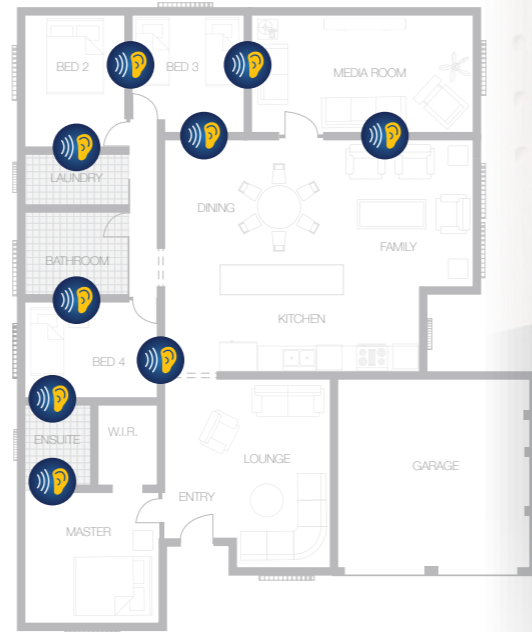 BED 2
BED 3
MEDIA ROOM
LAUNDRY
DINING
FAMILY
BATHROOM
KITCHEN
BED 4
W.I.R.
ENSUITE
LOUNGE
GARAGE
ENTRY
MASTER